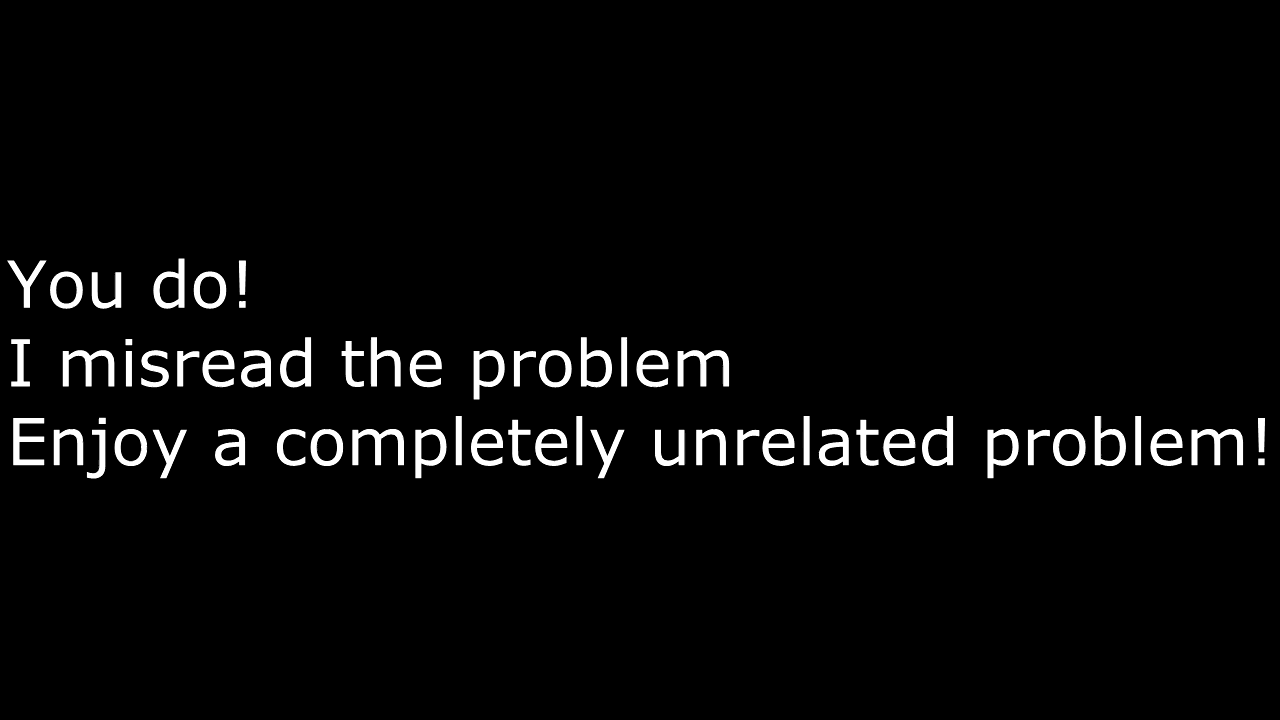 You do!
I misread the problem
Enjoy a completely unrelated problem!